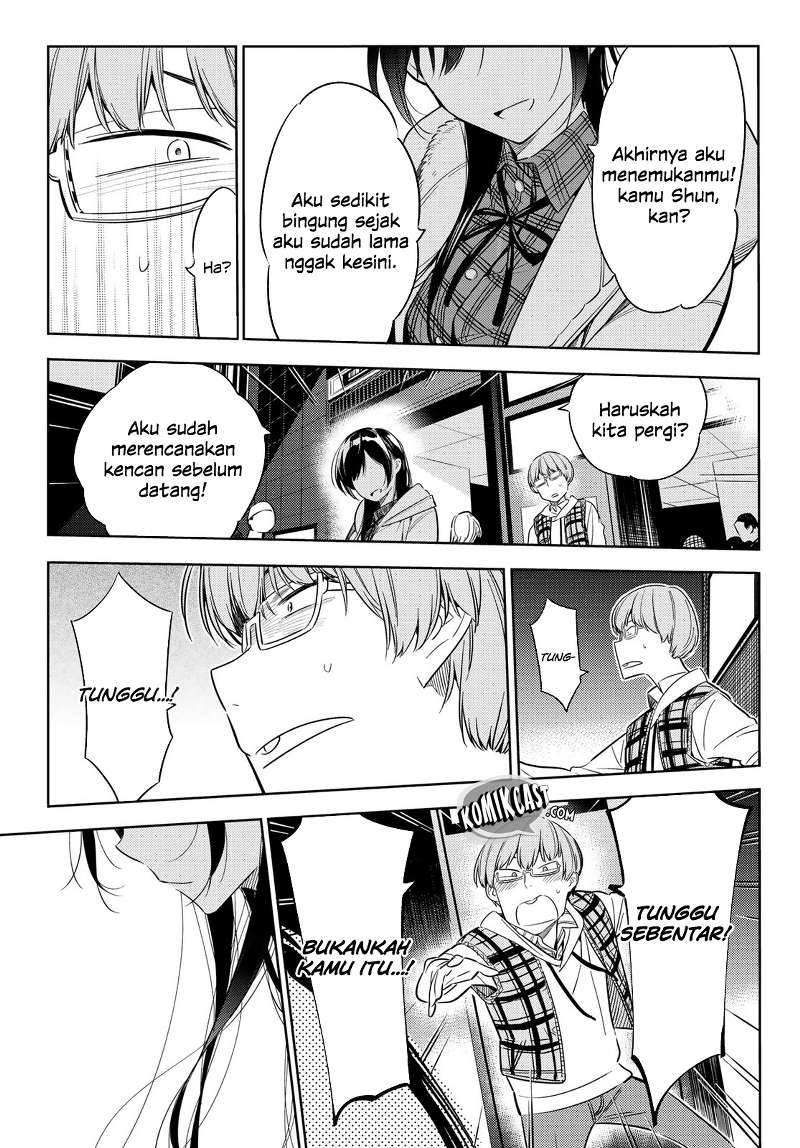 Akhirnya aku
menemukanmu!
kamu Shun,
kan?
Aku sedikit
bingung sejak
aku sudah lama
nggak kesini.
Ha?
Haruskah
kita pergi?
Aku sudah
merencanakan
kencan sebelum
datang!
TUNG-
TUNGGU...!
KOMIKCAST
.COM
TUNGGU
SEBENTAR!
BUKANKAH
KAMU ITU...!